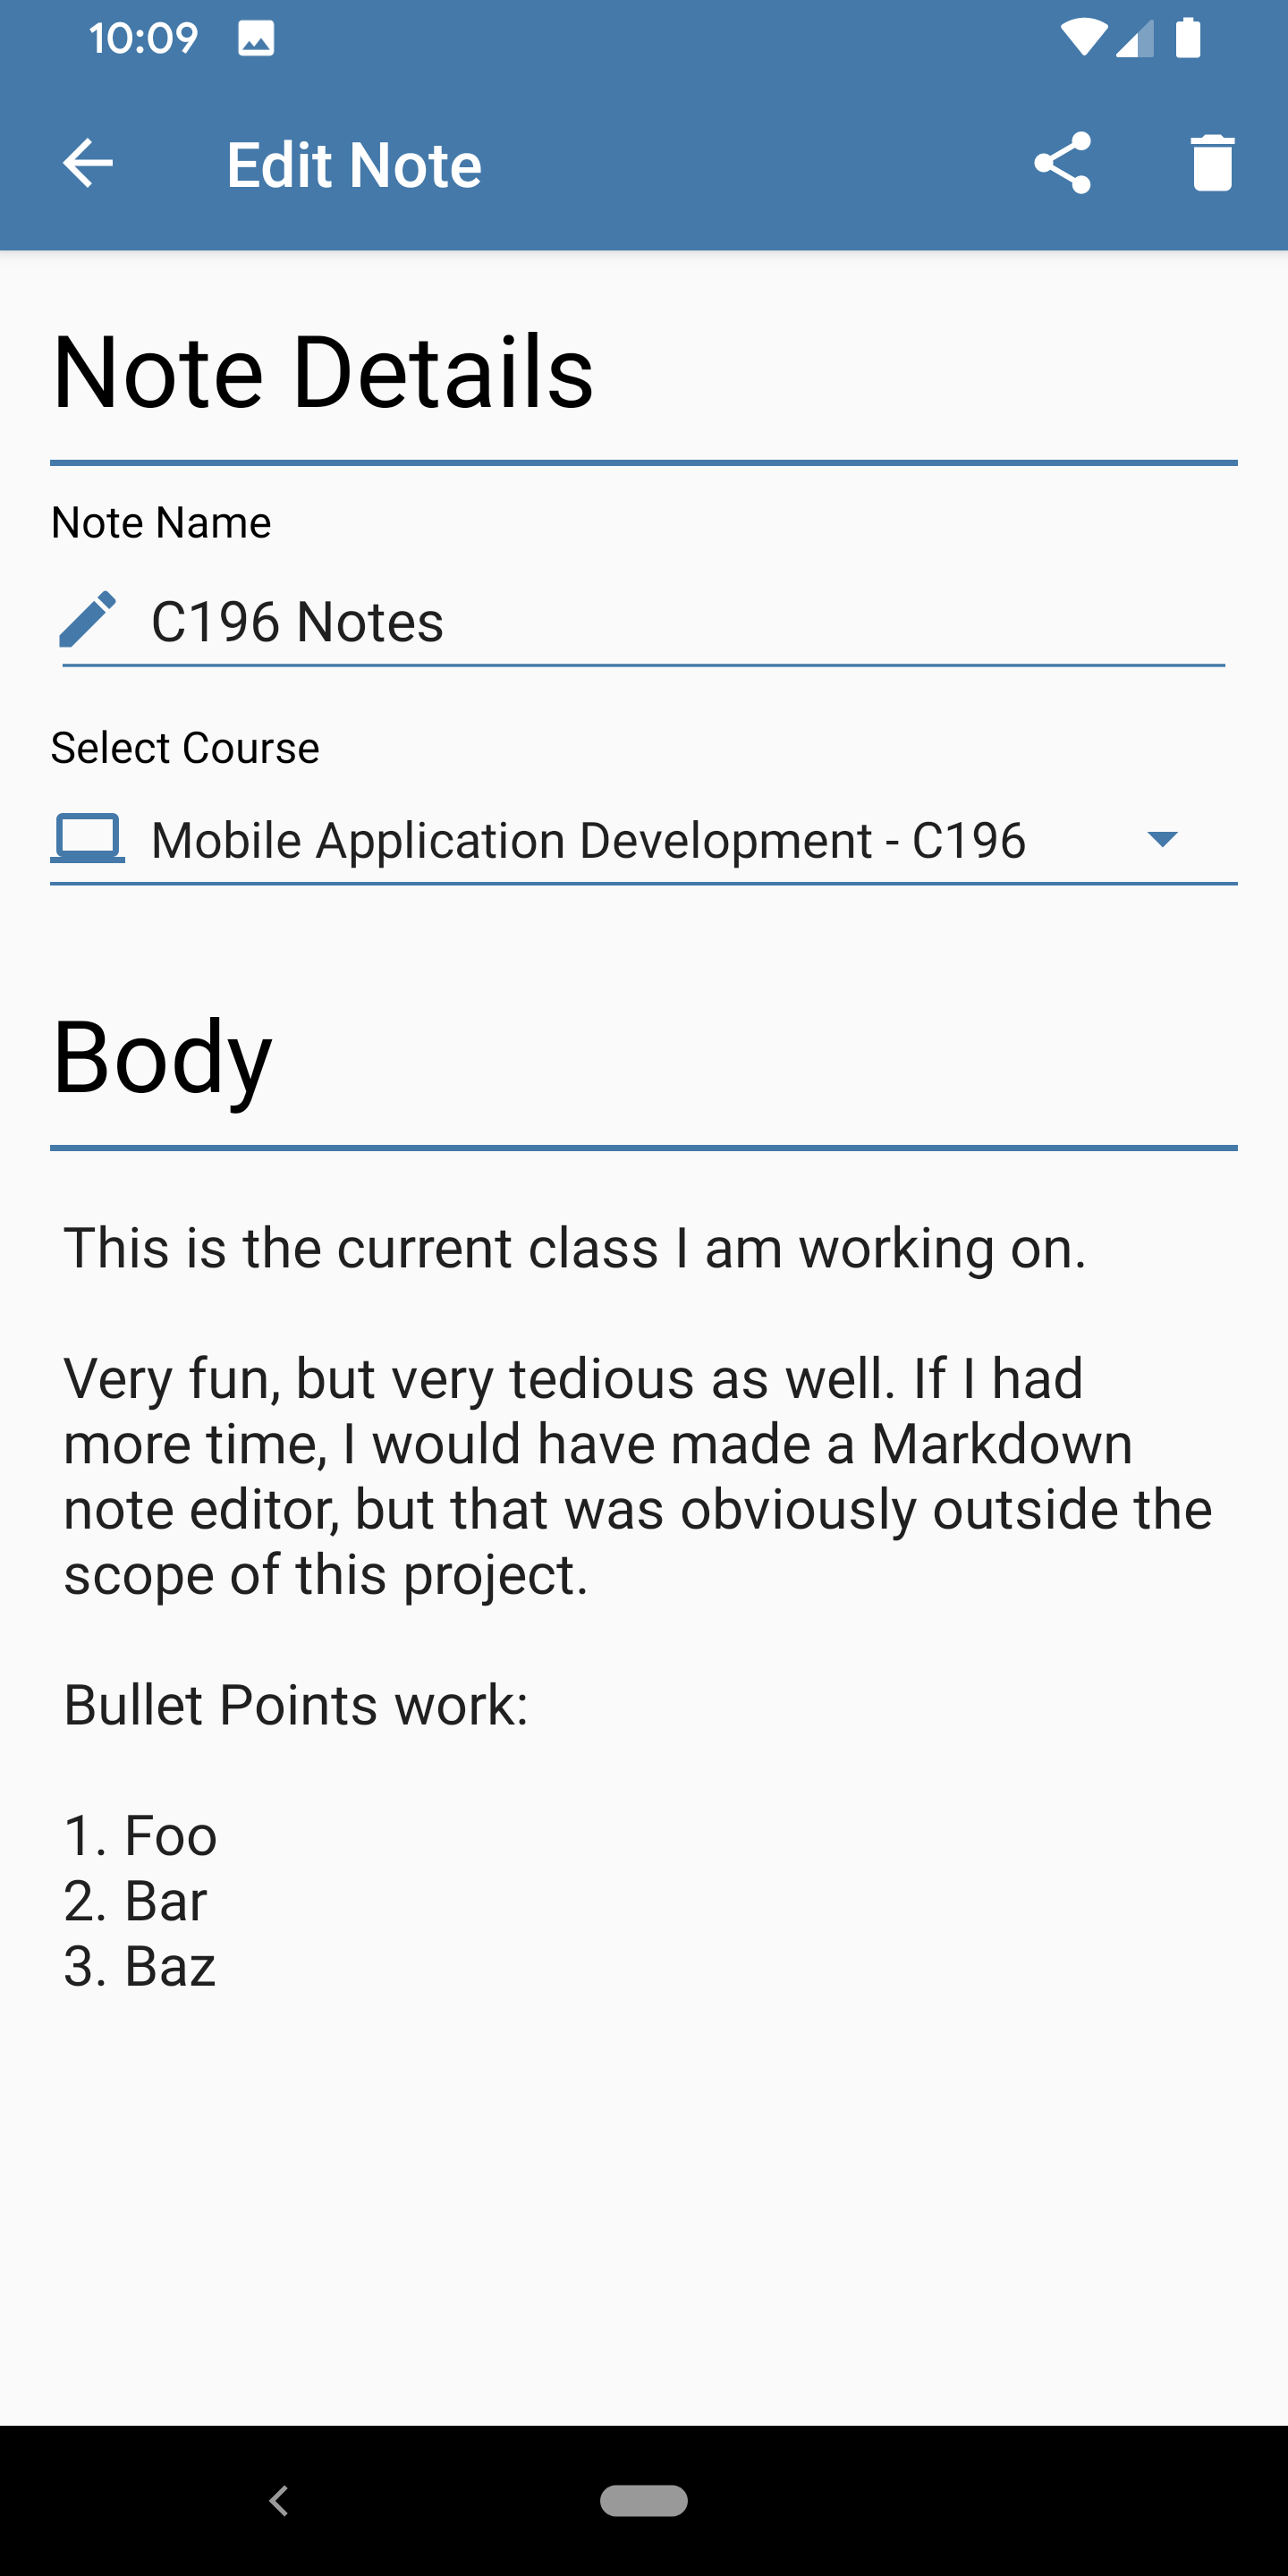 10:09
Edit Note
Note Details
Note Name
C196 Notes
Select Course
Mobile Application Development - C196
Body
This is the current class I am working on.
Very fun, but very tedious as well. If I had
more time, I would have made a Markdown
note editor, but that was obviously outside the
scope of this project.
Bullet Points work:
1. Foo
2. Bar
3. Baz